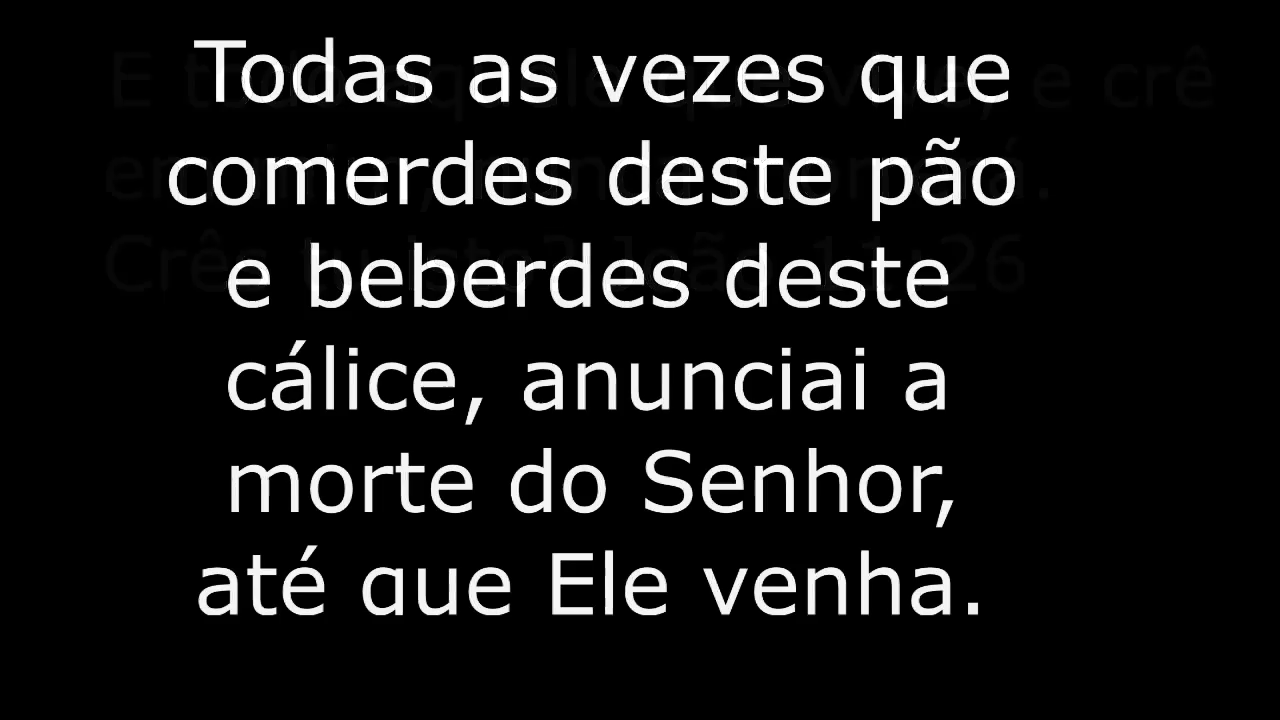 Todas as vezes que
comerdes deste pão
e beberdes deste
cálice, anunciai a
morte do Senhor,
até que Ele venha.